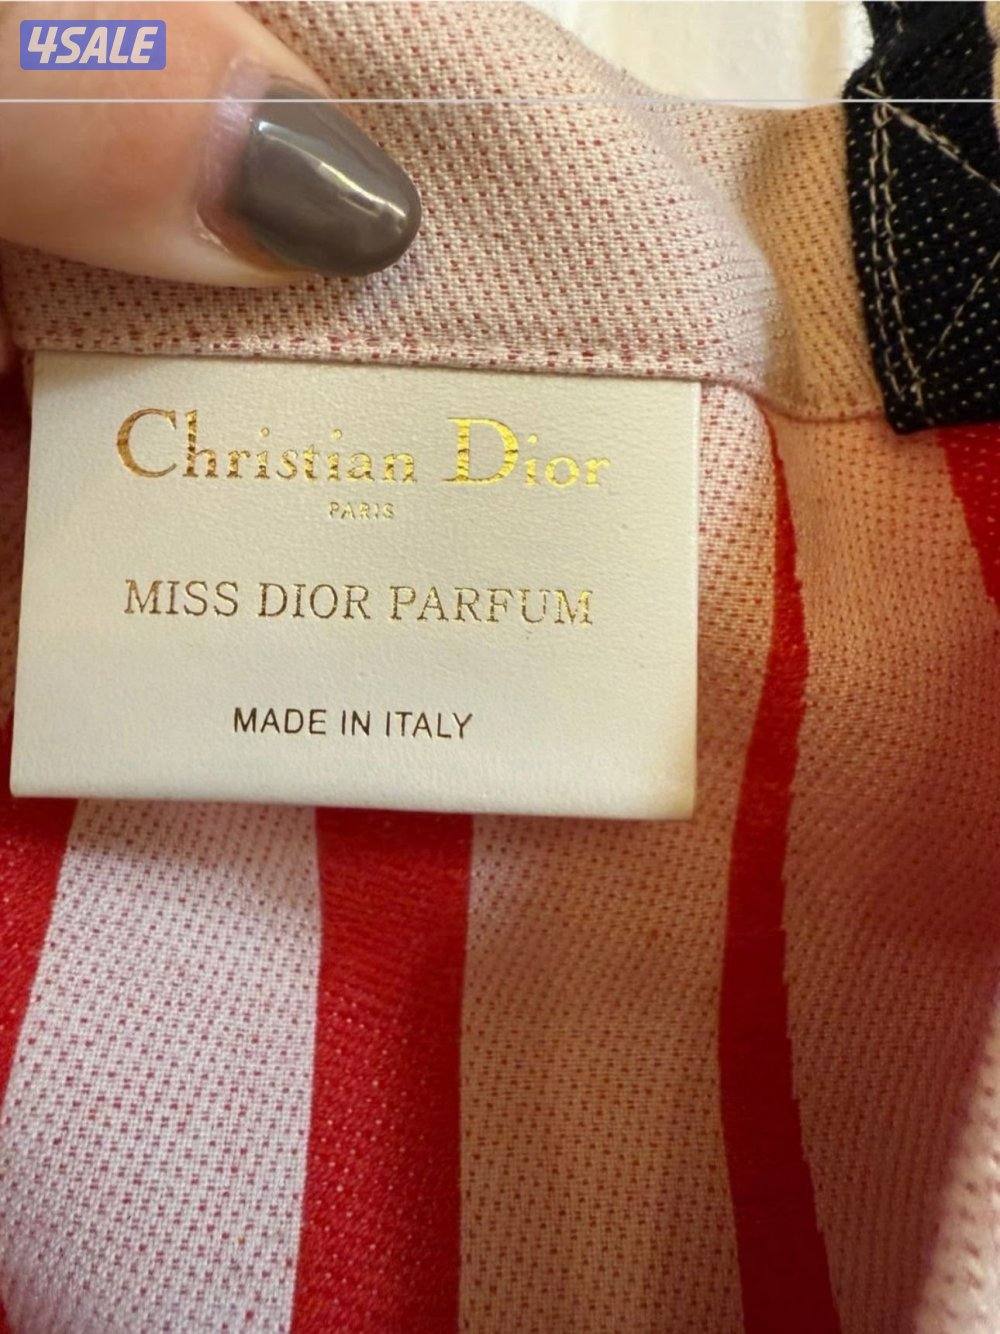 4SALE
Christian Dior
PARIS
MISS DIOR PARFUM
MADE IN ITALY